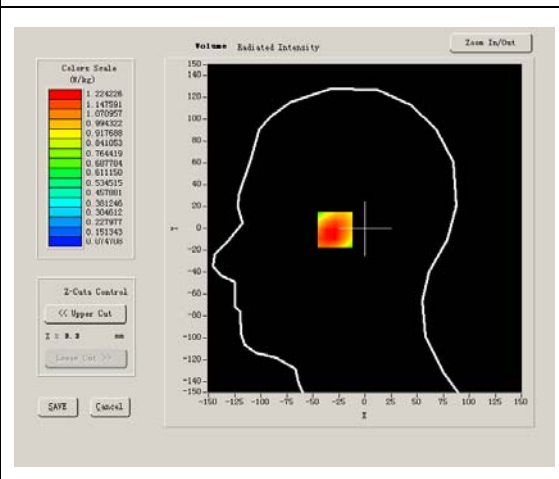 Volume Radiated Intensity
Zoom In/Out
Colors Scale
(W/kg)
1.224226
1.147591
1.070957
0.994322
0.917688
0.841053
0.764419
0.687784
0.611150
0.534515
0.457881
0.381246
0.304612
0.227977
0.151343
0.074708
150
140
120
100
80
60
40
20
0
-20
-40
-60
-80
-100
-120
-140
-150
Y
-150 -125 -100 -75 -50 -25 0 25 50 75 100 125 150
X
Z-Cuts Control
<< Upper Cut
mm
Lower Cut >>
SAVE
Cancel